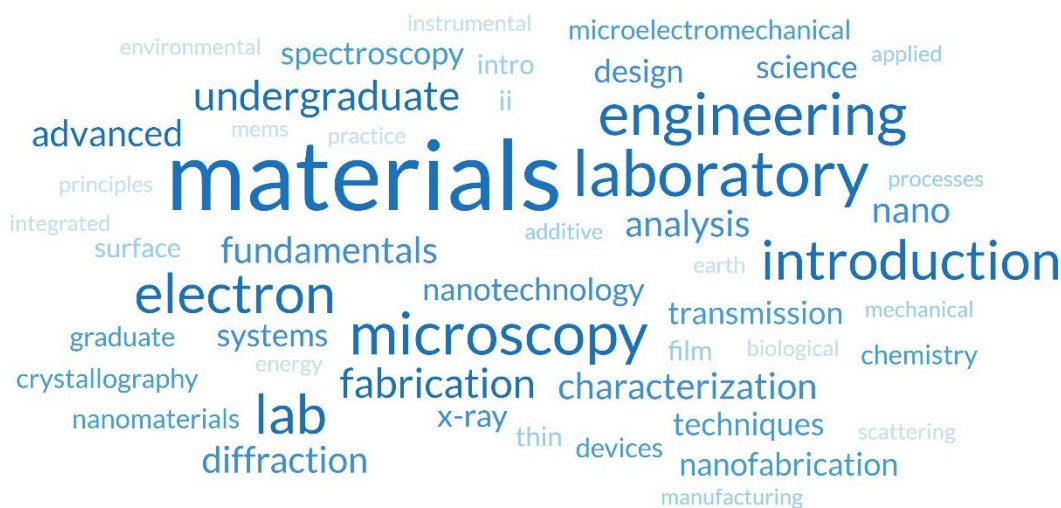 instrumental
environmental spectroscopy intro microelectromechanical
design science applied
undergraduate ii engineering
advanced mems practice
materials laboratory
principles processes
integrated nano
surface fundamentals additive analysis
earth introduction
electron nanotechnology
graduate systems microscopy transmission mechanical
energy film biological chemistry
crystallography fabrication characterization
nanomaterials lab x-ray techniques
thin devices scattering
diffraction nanofabrication
manufacturing